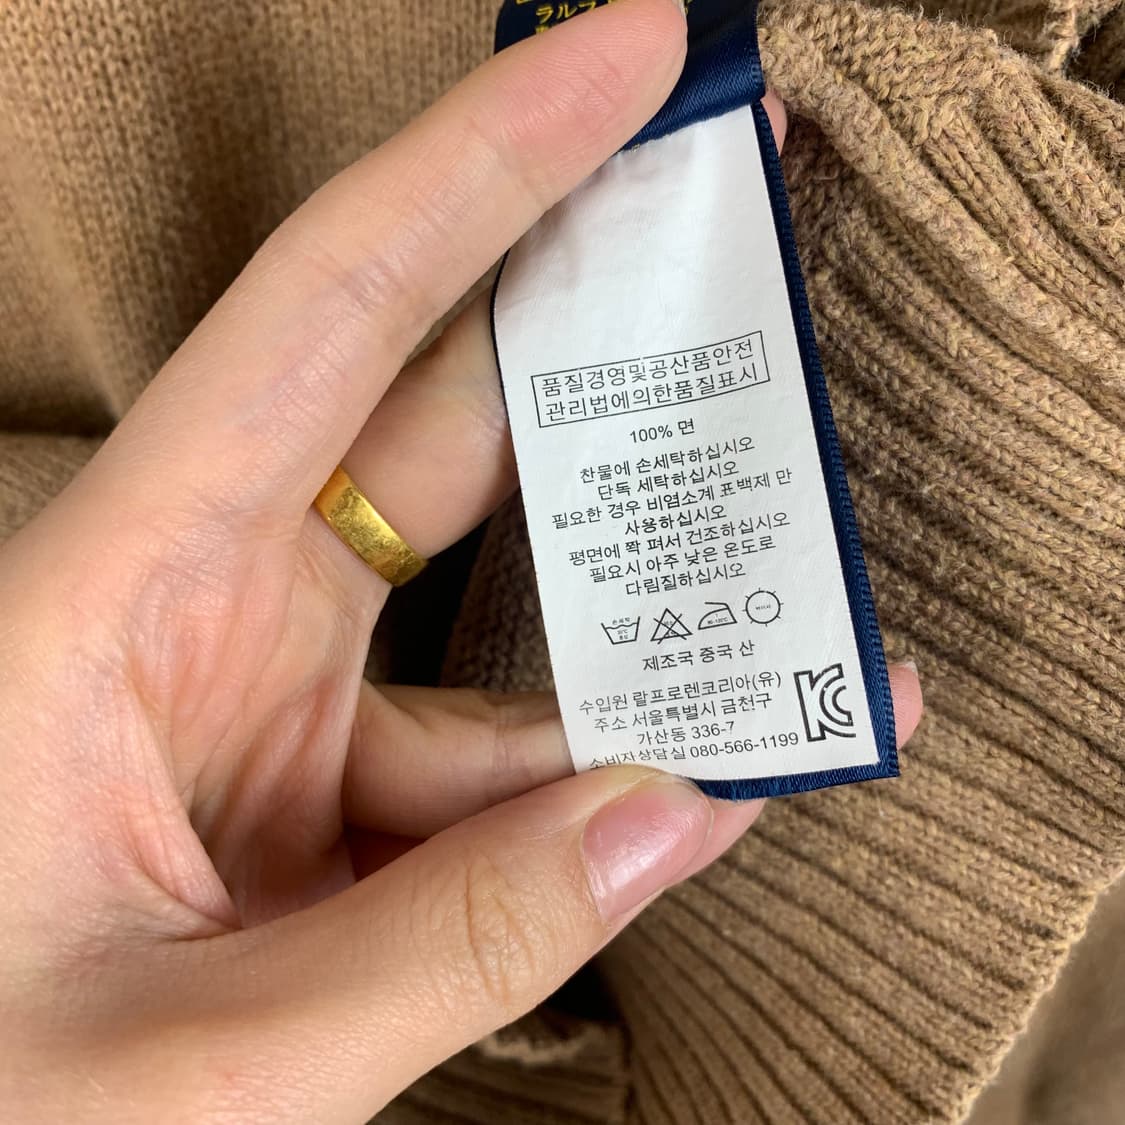 ラルフ
품질경영및공산품안전
관리법에의한품질표시
100% 면
찬물에 손세탁하십시오
단독 세탁하십시오
필요한 경우 비염소계 표백제 만
사용하십시오
평면에 쫙 펴서 건조하십시오
필요시 아주 낮은 온도로
다림질하십시오
손세탁
제조국 중국 산
수입원 랄프로렌코리아(유)
주소 서울특별시 금천구
가산동 336-7
소비자상담실 080-566-1199